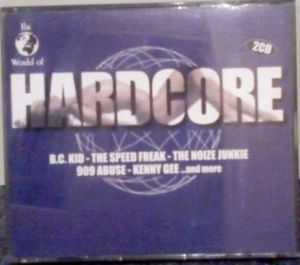 The
World of
2CD
HARDCORE
B.C. KID - THE SPEED FREAK - THE NOIZE JUNKIE
909 ABUSE - KENNY GEE ...and more